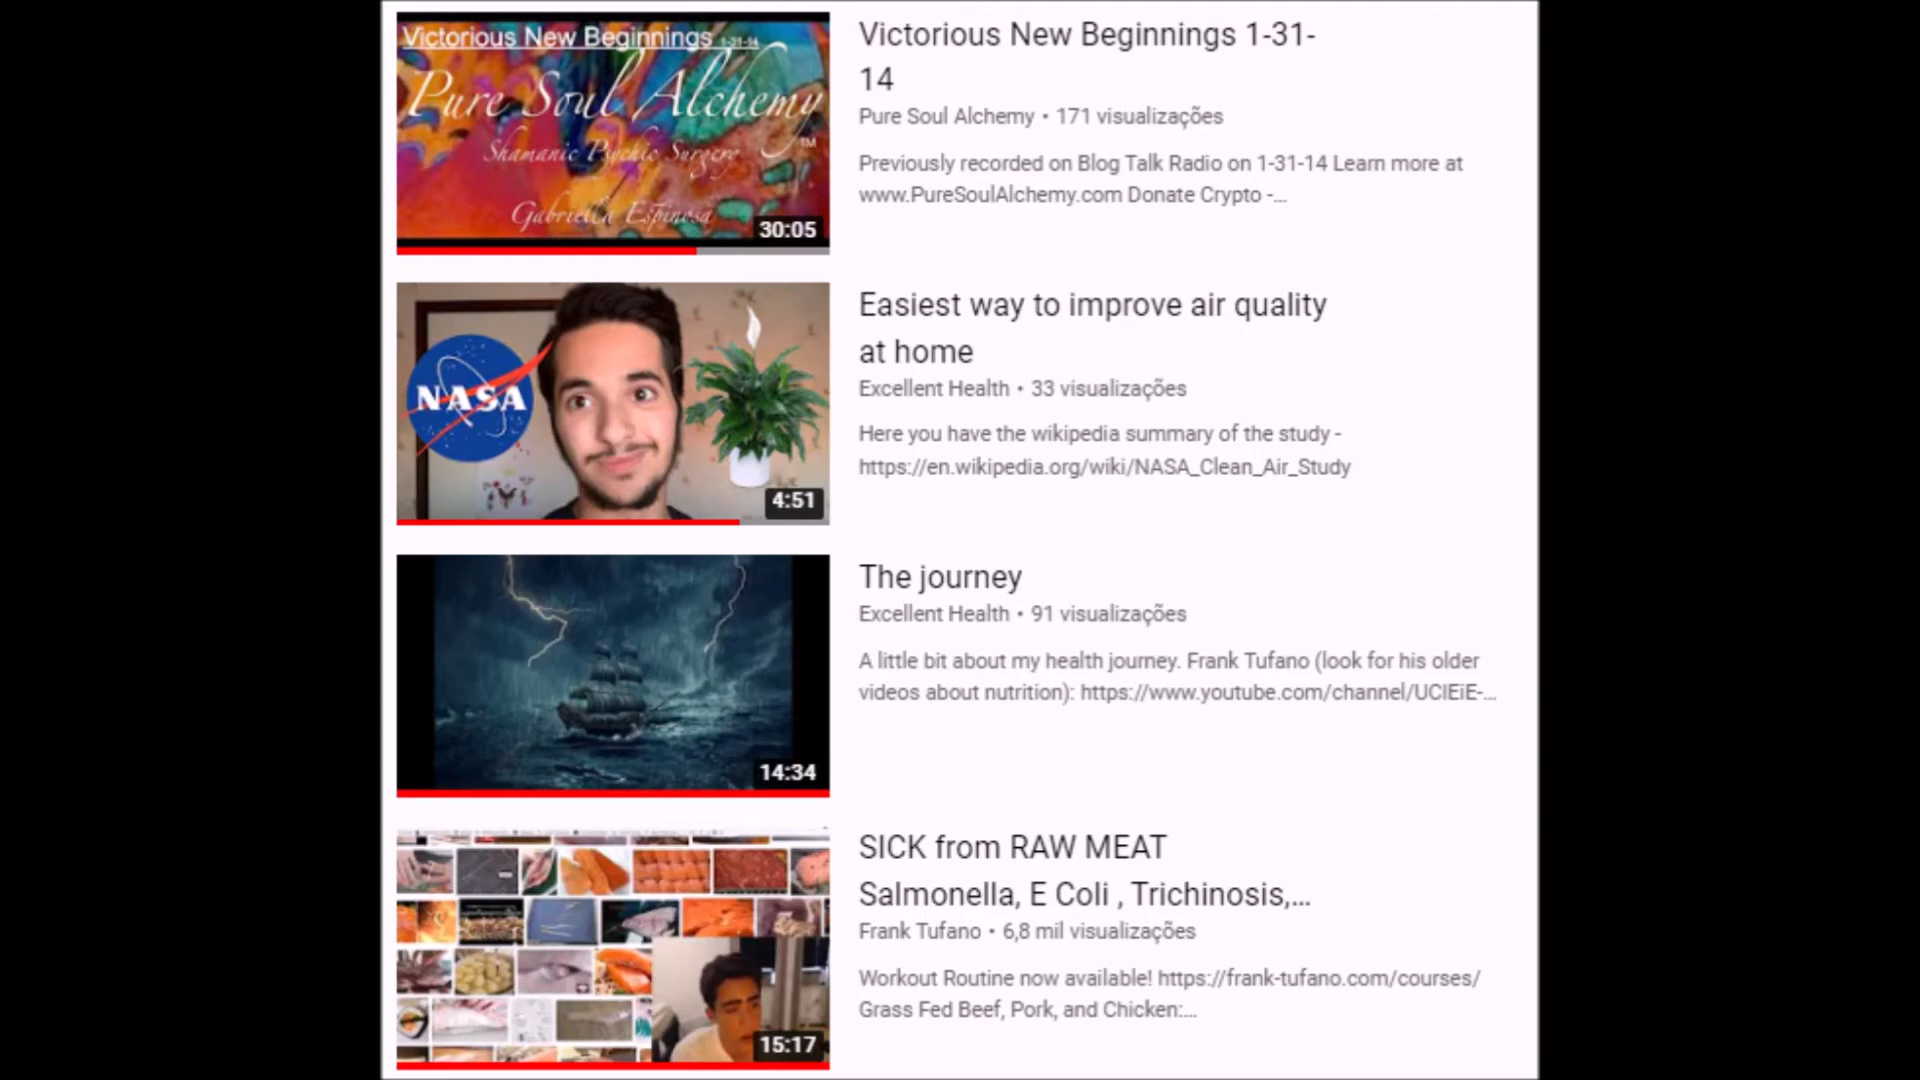 Victorious New Beginnings 1-31-14
Pure Soul Alchemy
TM
Shamanic Psychic Surgery
Gabriella Espinosa
30:05
Victorious New Beginnings 1-31-
14
Pure Soul Alchemy • 171 visualizações
Previously recorded on Blog Talk Radio on 1-31-14 Learn more at
www.PureSoulAlchemy.com Donate Crypto -...
NASA
4:51
Easiest way to improve air quality
at home
Excellent Health • 33 visualizações
Here you have the wikipedia summary of the study -
https://en.wikipedia.org/wiki/NASA_Clean_Air_Study
14:34
The journey
Excellent Health • 91 visualizações
A little bit about my health journey. Frank Tufano (look for his older
videos about nutrition): https://www.youtube.com/channel/UCIEiE-...
15:17
SICK from RAW MEAT
Salmonella, E Coli , Trichinosis,...
Frank Tufano • 6,8 mil visualizações
Workout Routine now available! https://frank-tufano.com/courses/
Grass Fed Beef, Pork, and Chicken:...